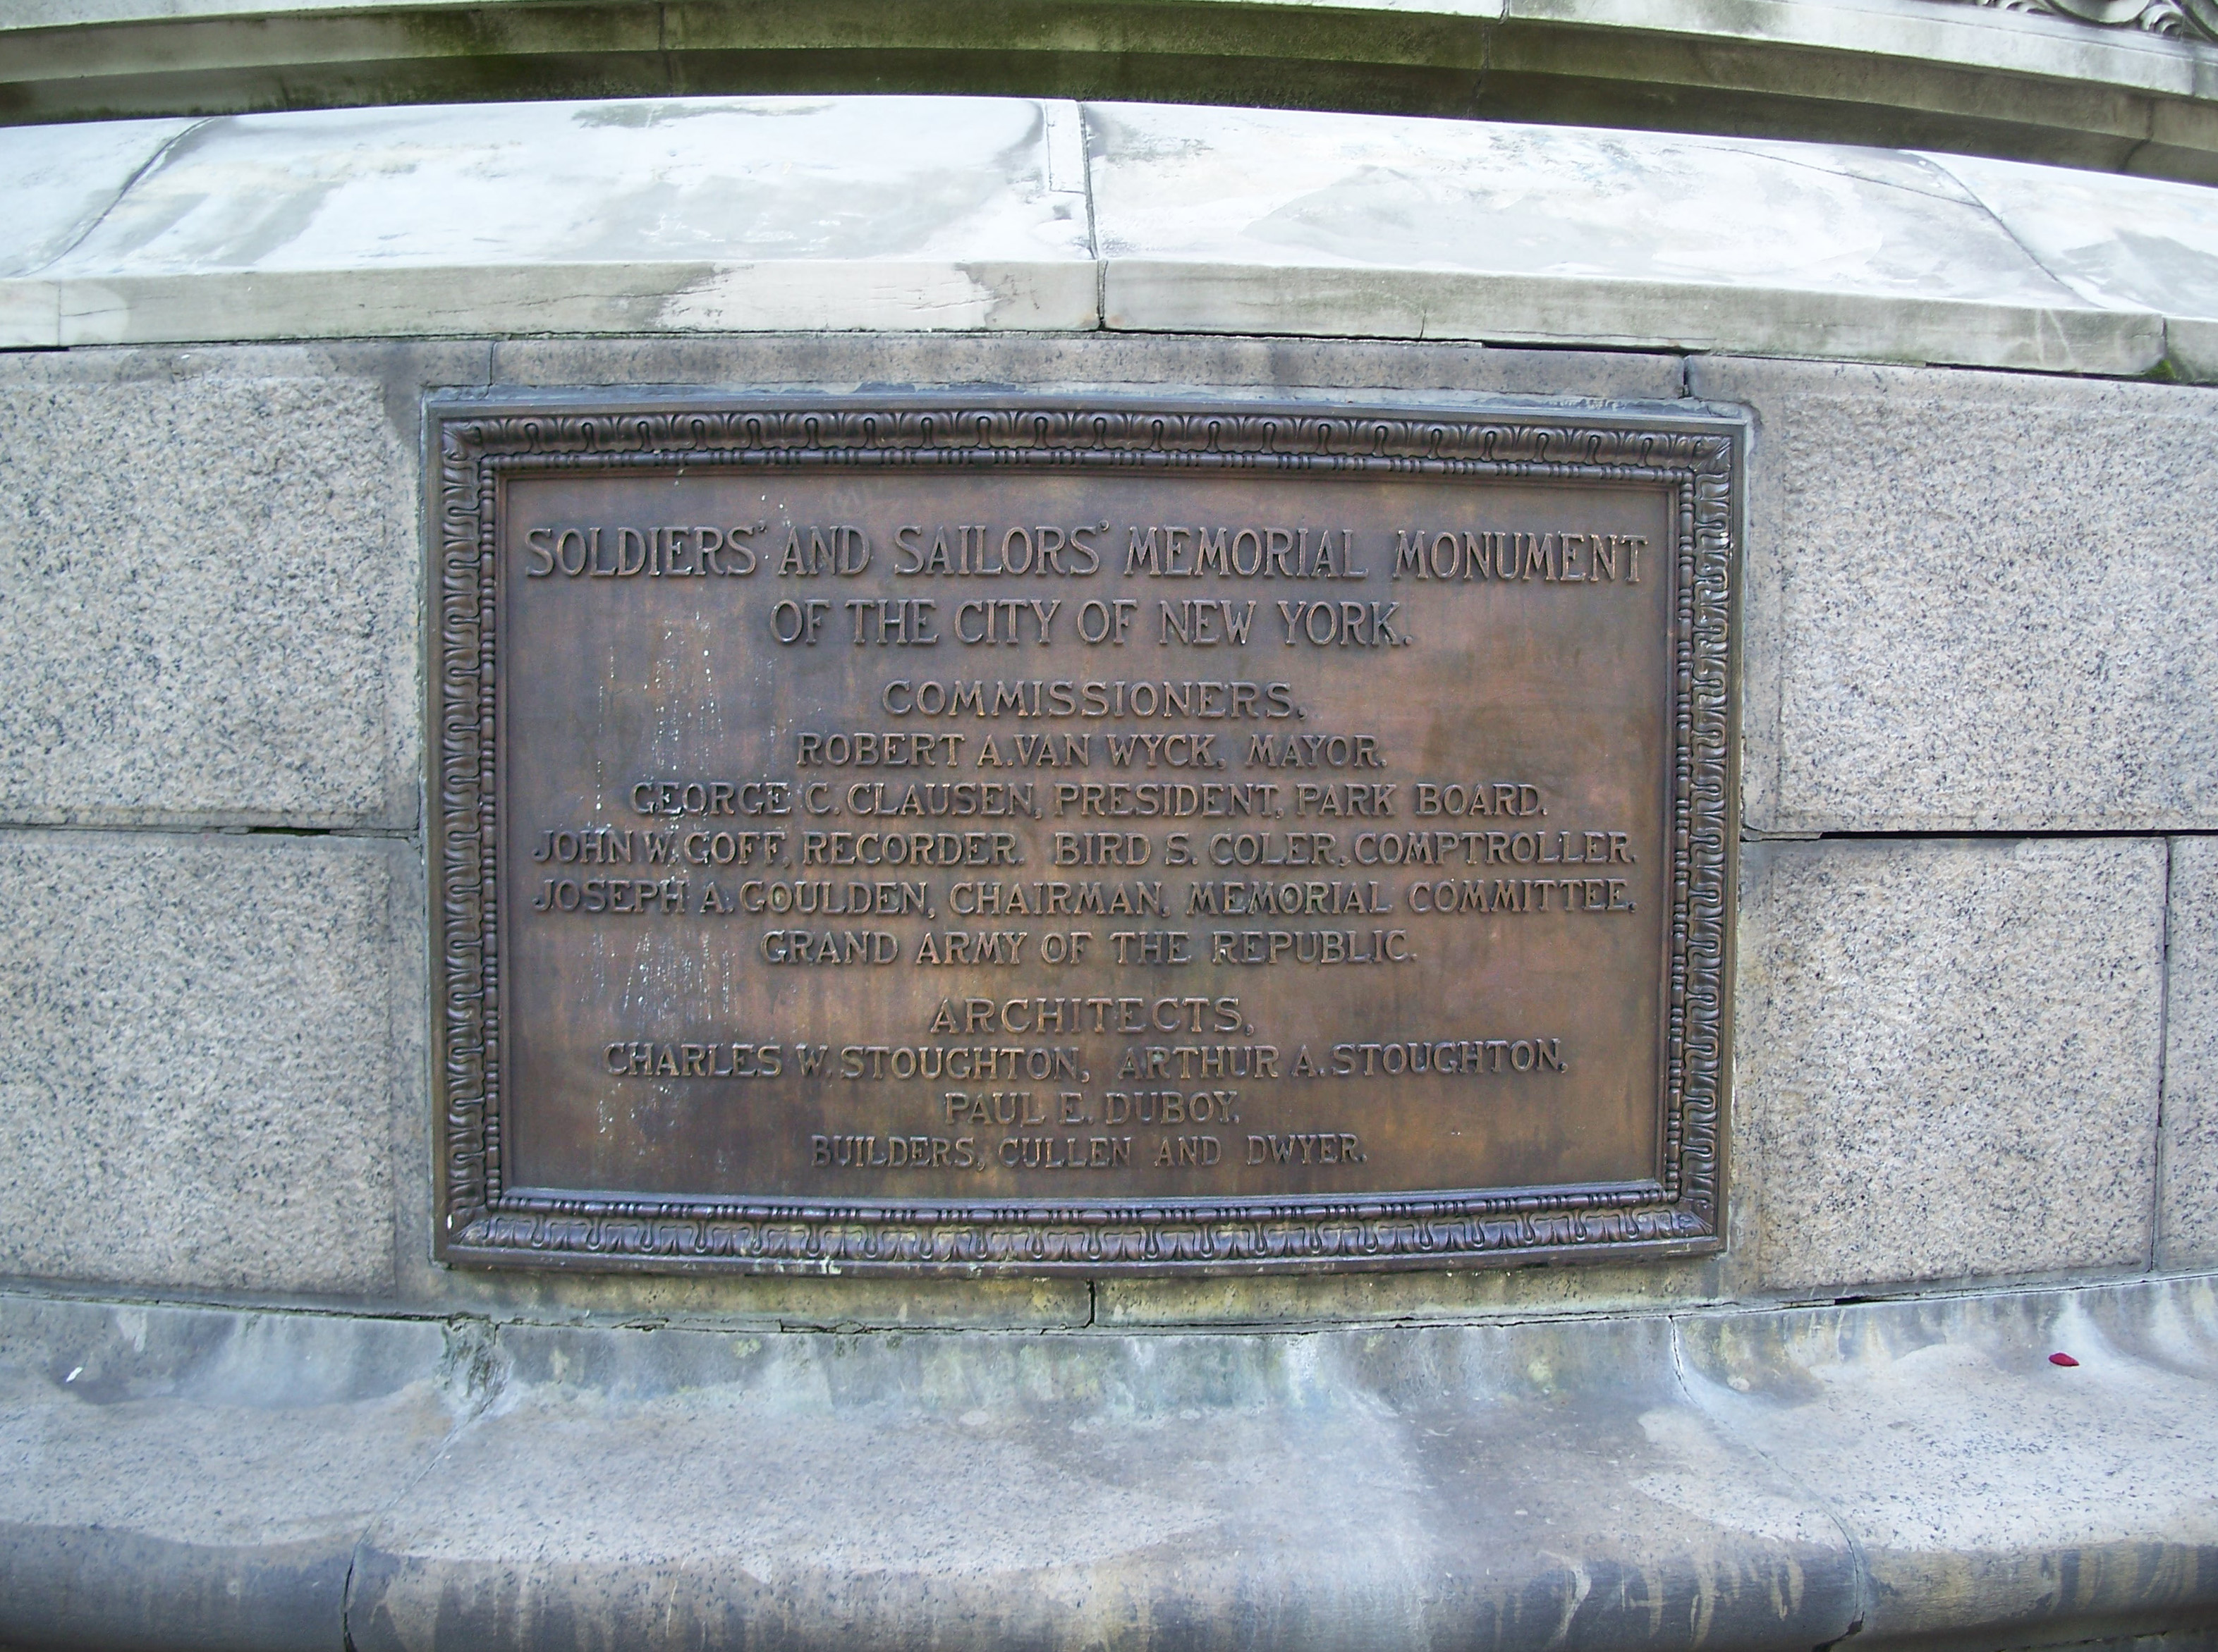 SOLDIERS' AND SAILORS' MEMORIAL MONUMENT
OF THE CITY OF NEW YORK.
COMMISSIONERS,
ROBERT A. VAN WYCK, MAYOR.
GEORGE C. CLAUSEN, PRESIDENT, PARK BOARD.
JOHN W. GOFF, RECORDER. BIRD S. COLER, COMPTROLLER.
JOSEPH A. GOULDEN, CHAIRMAN, MEMORIAL COMMITTEE,
GRAND ARMY OF THE REPUBLIC.
ARCHITECTS,
CHARLES W. STOUGHTON, ARTHUR A. STOUGHTON,
PAUL E. DUBOY.
BUILDERS, CULLEN AND DWYER.